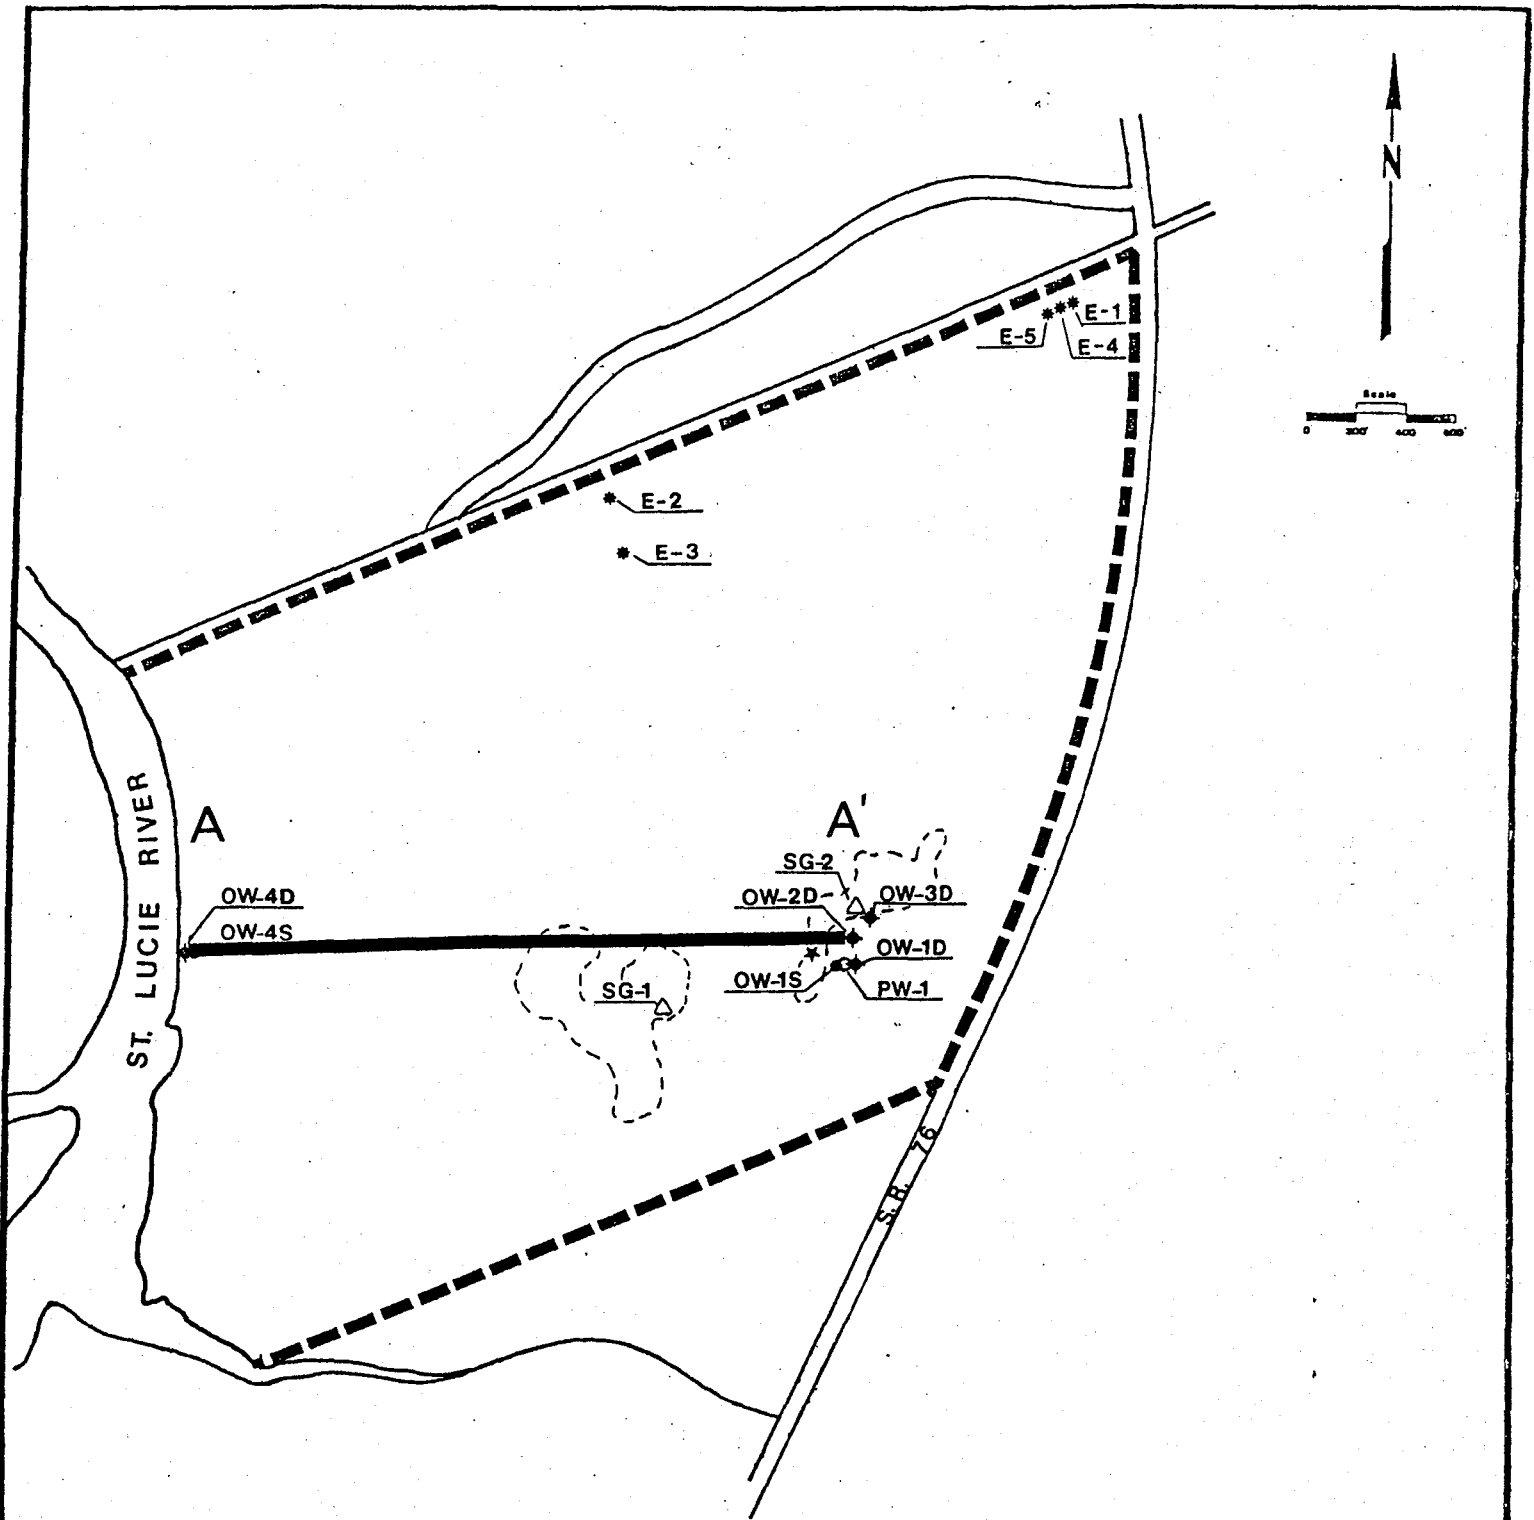 N
Scale
0 200' 400 600'
E-1
E-5
E-4
E-2
E-3
ST. LUCIE RIVER
A
A'
SG-2
OW-4D
OW-2D
OW-3D
OW-4S
OW-1D
SG-1
OW-1S
PW-1
S.R. 76